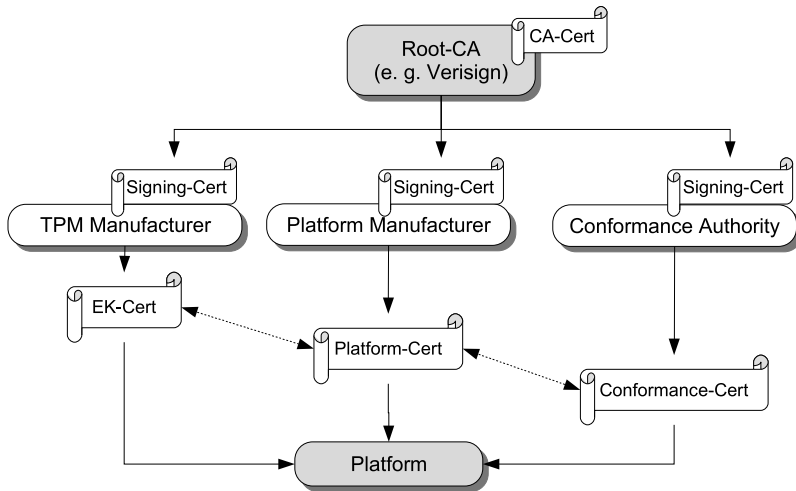 CA-Cert
Root-CA
(e. g. Verisign)
Signing-Cert
Signing-Cert
Signing-Cert
TPM Manufacturer
Platform Manufacturer
Conformance Authority
EK-Cert
Platform-Cert
Conformance-Cert
Platform